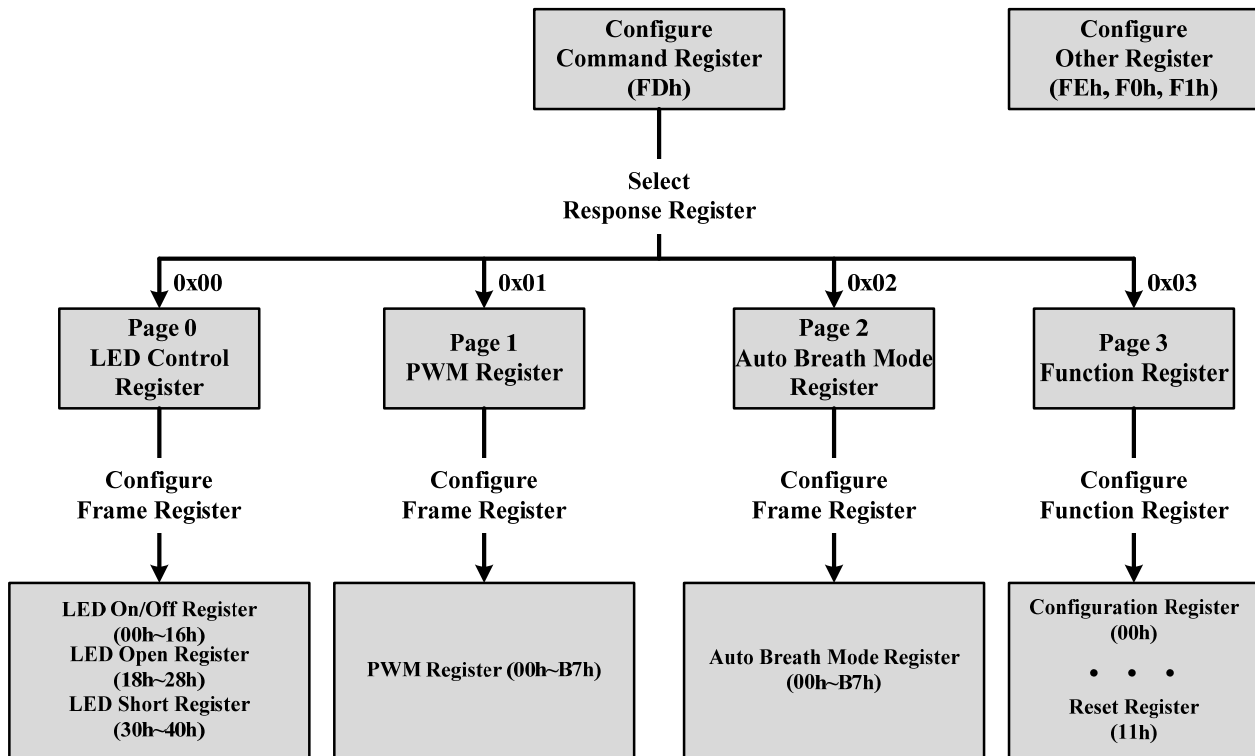 Configure
Command Register
(FDh)
Configure
Other Register
(FEh, F0h, F1h)
Select
Response Register
0x00
0x01
0x02
0x03
Page 0
LED Control
Register
Page 1
PWM Register
Page 2
Auto Breath Mode
Register
Page 3
Function Register
Configure
Frame Register
Configure
Frame Register
Configure
Frame Register
Configure
Function Register
LED On/Off Register
(00h~16h)
LED Open Register
(18h~28h)
LED Short Register
(30h~40h)
PWM Register (00h~B7h)
Auto Breath Mode Register
(00h~B7h)
Configuration Register
(00h)
• • •
Reset Register
(11h)